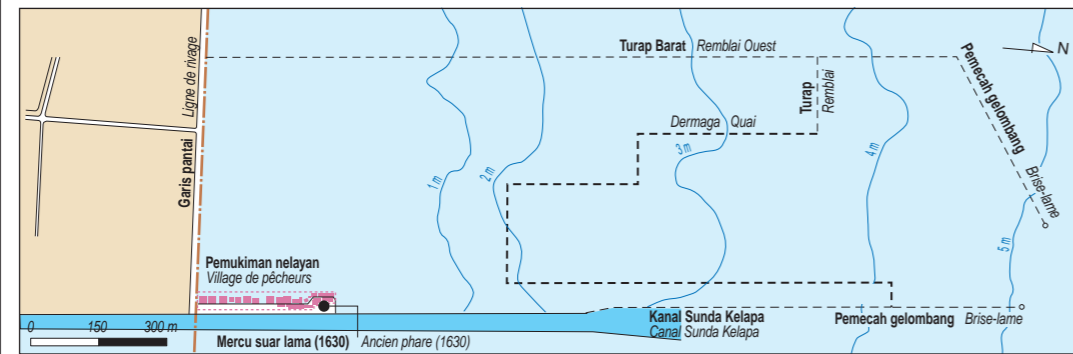 Turap Barat Remblai Ouest
N
Pemecah gelombang
Brise-lame
Ligne de rivage
Garis pantai
Turap
Remblai
Dermaga Quai
1 m
2 m
3 m
4 m
5 m
Pemukiman nelayan
Village de pêcheurs
0 150 300 m
Mercu suar lama (1630) Ancien phare (1630)
Kanal Sunda Kelapa
Canal Sunda Kelapa
Pemecah gelombang Brise-lame